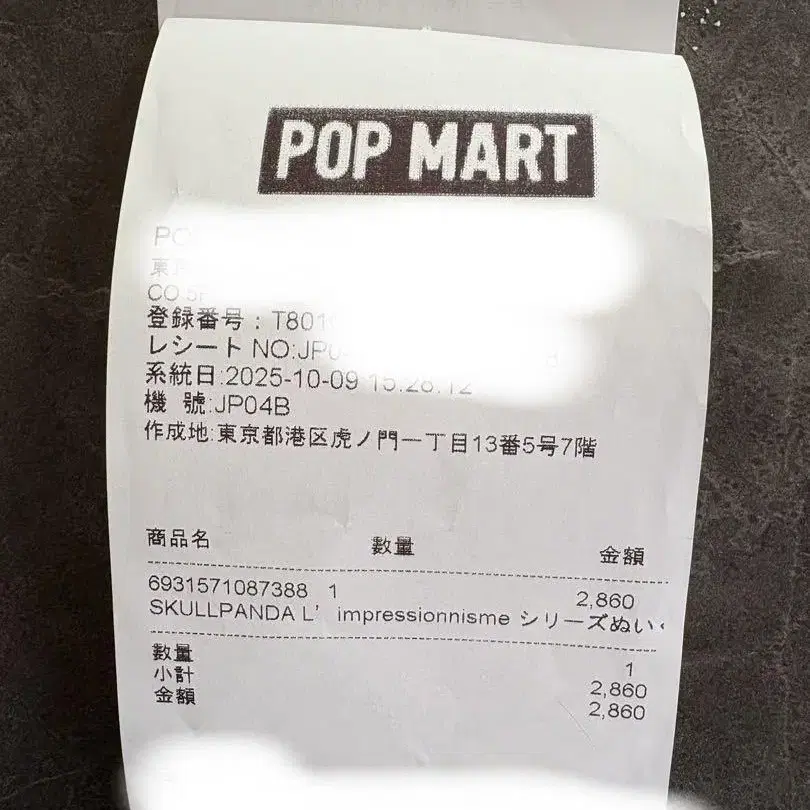 POP MART
登録番号：T801
レシート NO:JP0
系統日:2025-10-09 15:28:12
機 號:JP04B
作成地:東京都港区虎ノ門一丁目13番5号7階
商品名 數量 金額
6931571087388 1 2,860
SKULLPANDA L’ impressionnisme シリーズぬい
數量 1
小計 2,860
金額 2,860